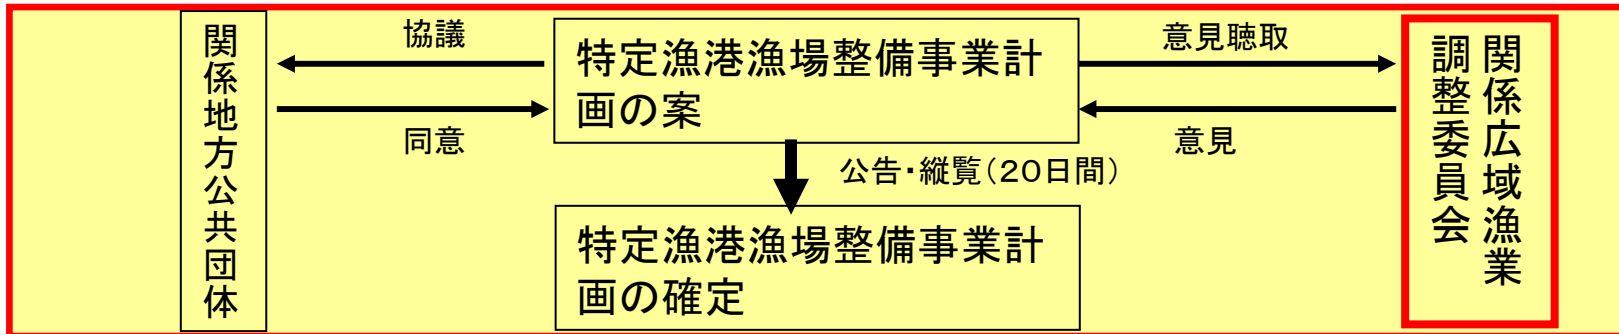 関係地方公共団体
協議
同意
特定漁港漁場整備事業計
画の案
公告・縦覧(20日間)
特定漁港漁場整備事業計
画の確定
意見聴取
意見
関係広域漁業
調整委員会